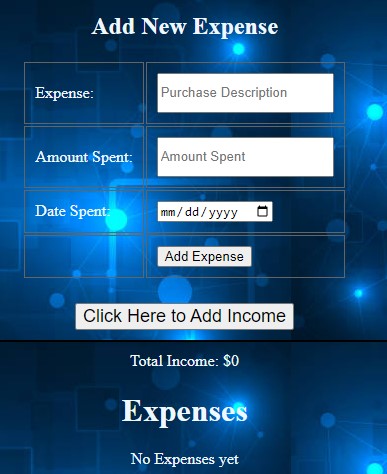 Add New Expense
Expense: Purchase Description
Amount Spent: Amount Spent
Date Spent: mm/dd/yyyy
Add Expense
Click Here to Add Income
Total Income: $0
Expenses
No Expenses yet